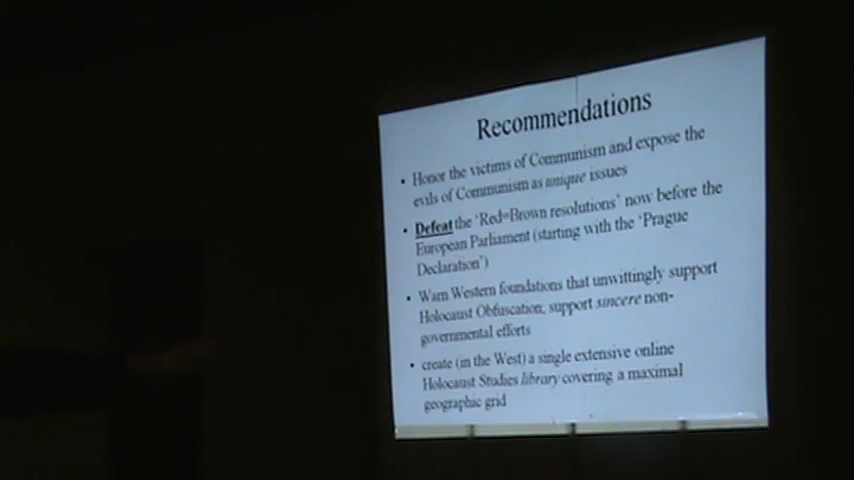 Recommendations
• Honor the victims of Communism and expose the
evils of Communism as unique issues
• Defeat the 'Red=Brown resolutions' now before the
European Parliament (starting with the 'Prague
Declaration')
• Warn Western foundations that unwittingly support
Holocaust Obfuscation; support sincere non-
governmental efforts
• create (in the West) a single extensive online
Holocaust Studies library covering a maximal
geographic grid